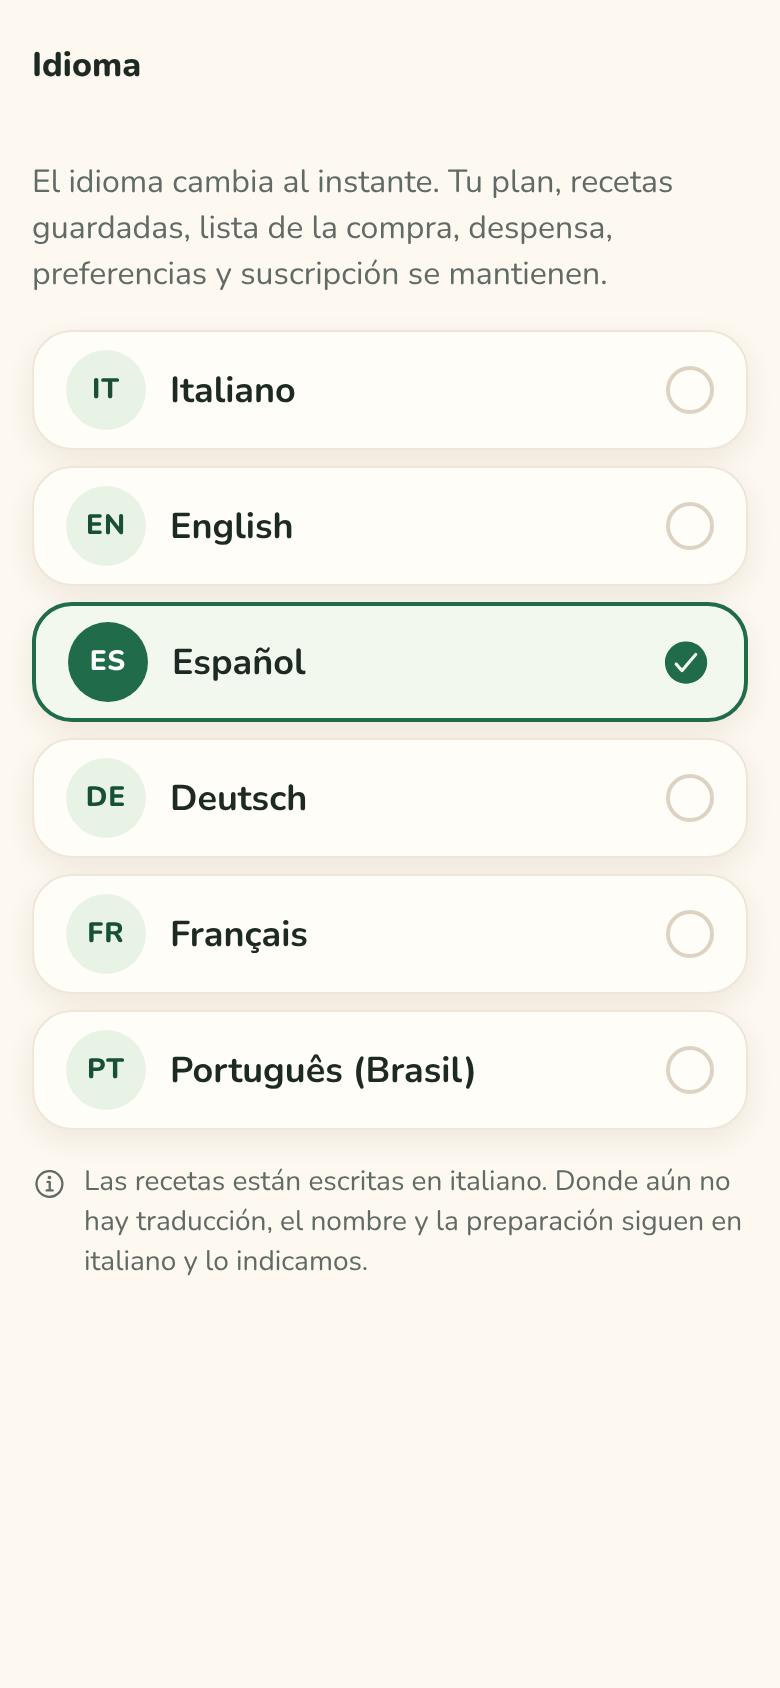 Idioma
El idioma cambia al instante. Tu plan, recetas
guardadas, lista de la compra, despensa,
preferencias y suscripción se mantienen.
IT Italiano
EN English
ES Español
DE Deutsch
FR Français
PT Português (Brasil)
Las recetas están escritas en italiano. Donde aún no
hay traducción, el nombre y la preparación siguen en
italiano y lo indicamos.